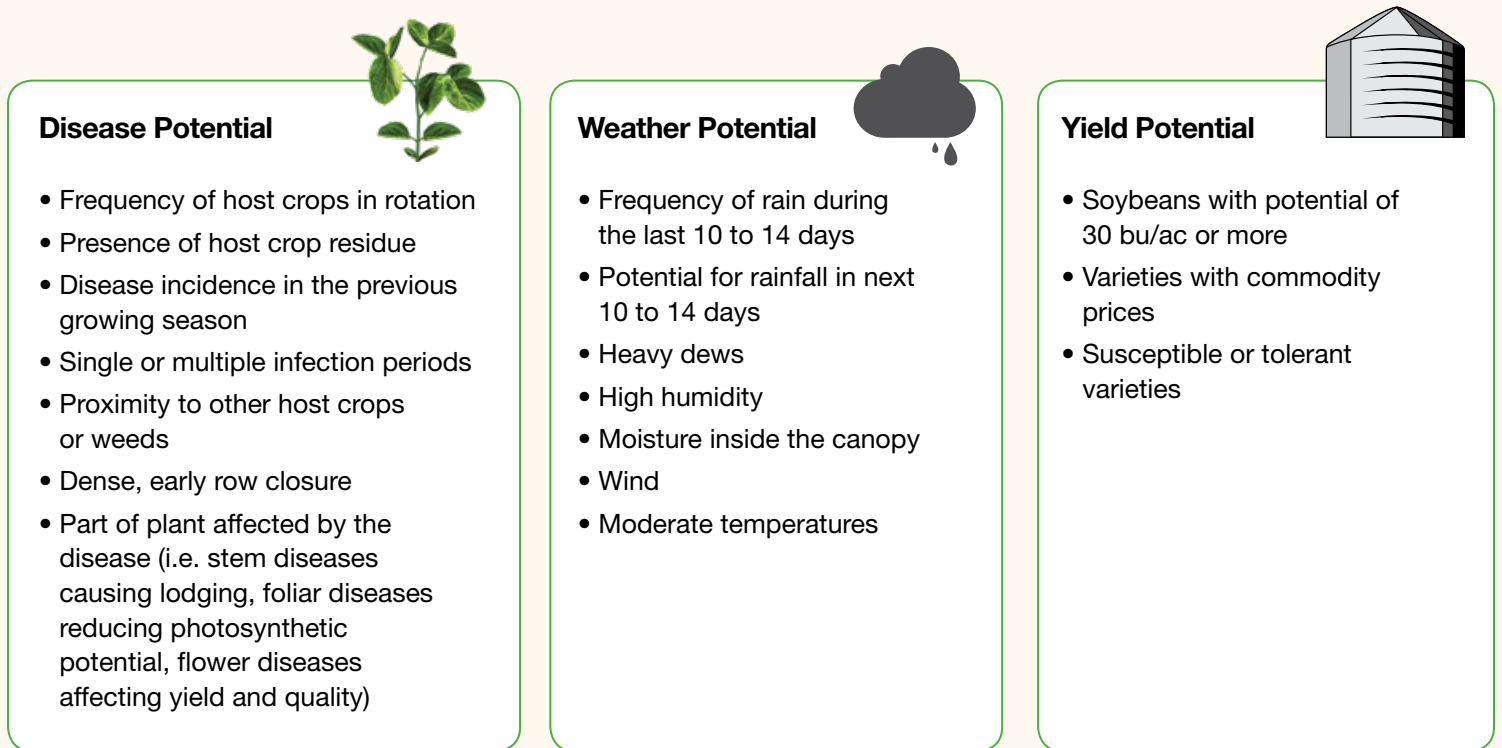 Disease Potential
• Frequency of host crops in rotation
• Presence of host crop residue
• Disease incidence in the previous
growing season
• Single or multiple infection periods
• Proximity to other host crops
or weeds
• Dense, early row closure
• Part of plant affected by the
disease (i.e. stem diseases
causing lodging, foliar diseases
reducing photosynthetic
potential, flower diseases
affecting yield and quality)
Weather Potential
• Frequency of rain during
the last 10 to 14 days
• Potential for rainfall in next
10 to 14 days
• Heavy dews
• High humidity
• Moisture inside the canopy
• Wind
• Moderate temperatures
Yield Potential
• Soybeans with potential of
30 bu/ac or more
• Varieties with commodity
prices
• Susceptible or tolerant
varieties